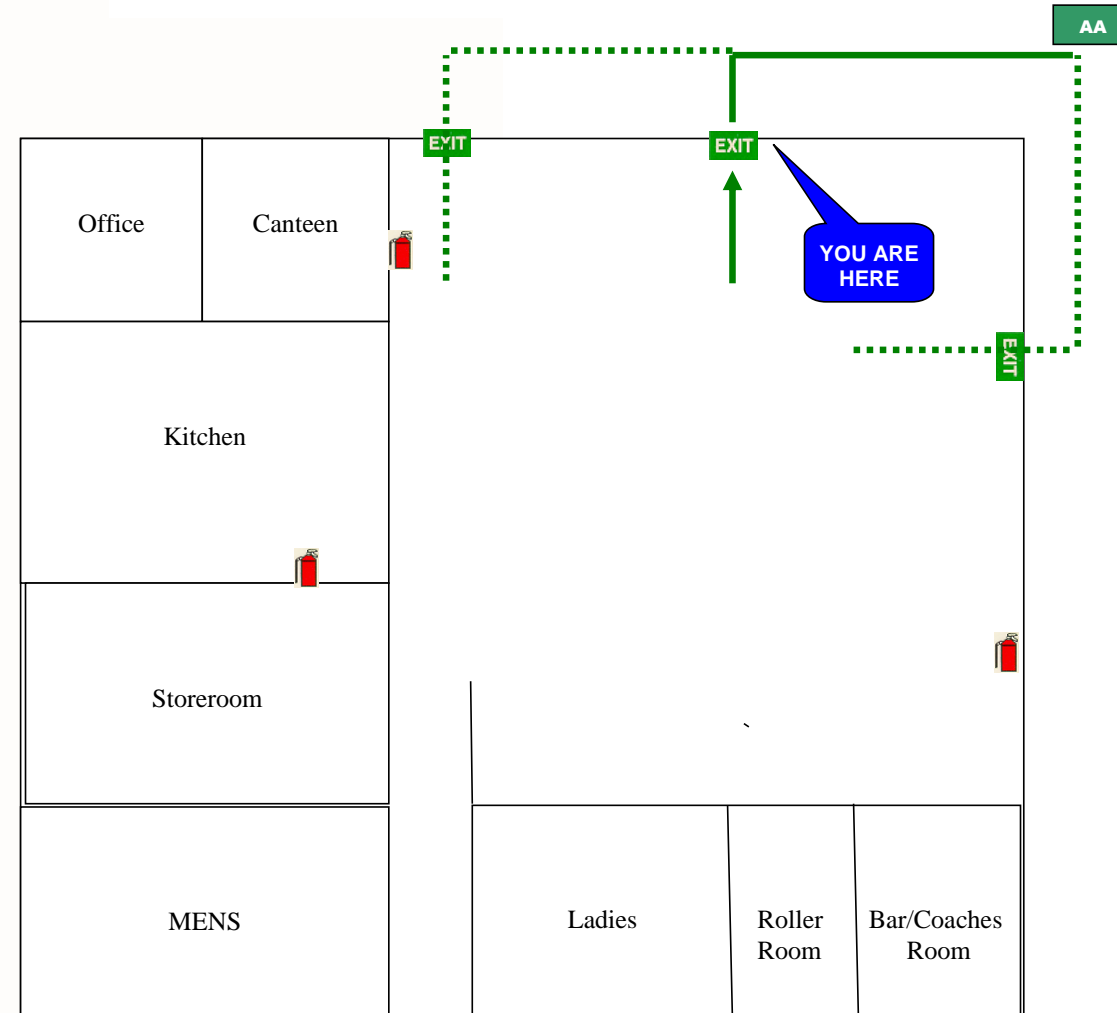 AA
EXIT
EXIT
Office
Canteen
YOU ARE
HERE
EXIT
Kitchen
Storeroom
MENS
Ladies
Roller
Room
Bar/Coaches
Room